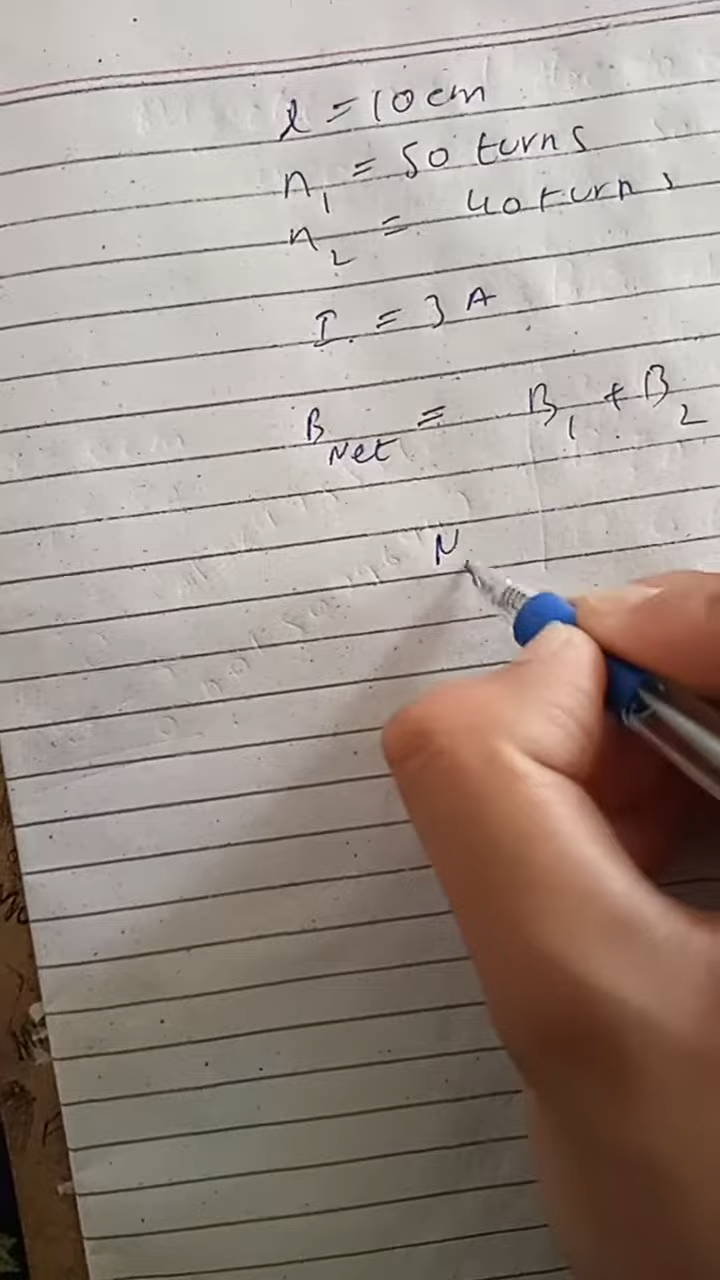 l = 10 cm
n1 = 50 turns
n2 = 40 turns
I = 3 A
BNet = B1 + B2
N